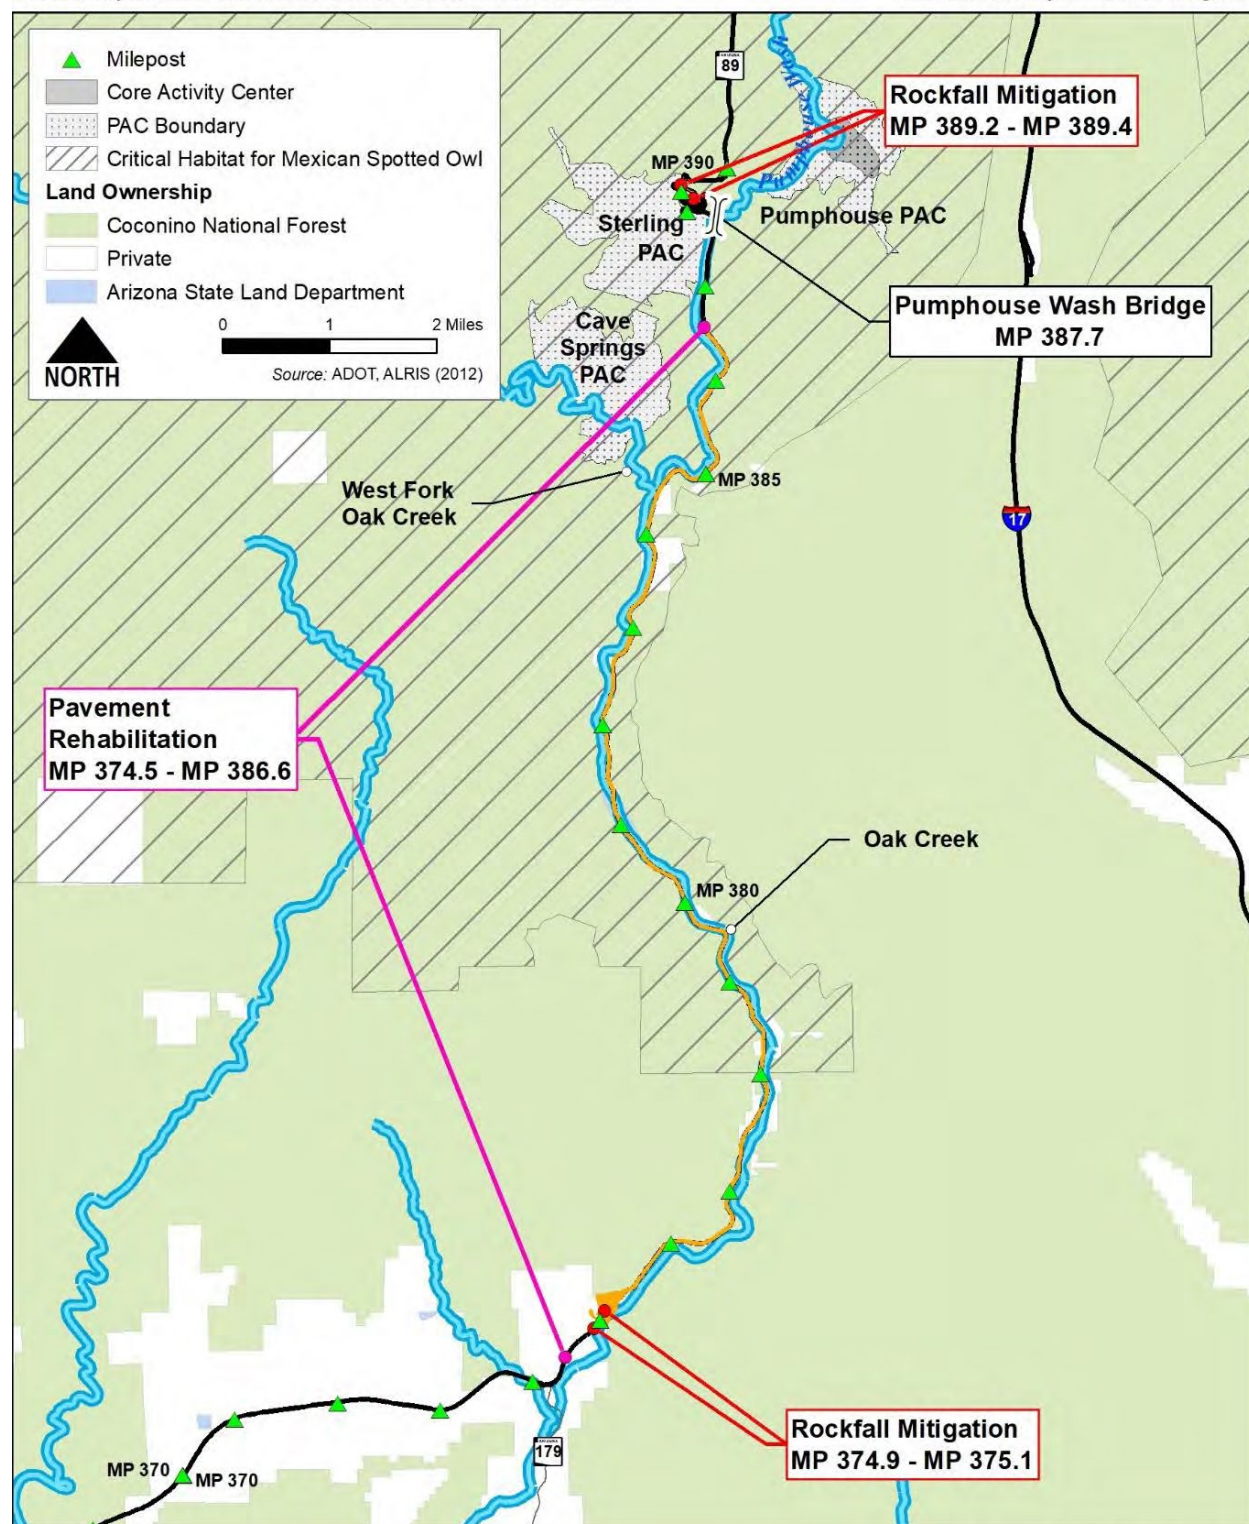 Milepost
Core Activity Center
PAC Boundary
Critical Habitat for Mexican Spotted Owl
Land Ownership
Coconino National Forest
Private
Arizona State Land Department
0 1 2 Miles
NORTH
Source: ADOT, ALRIS (2012)
ARIZONA
89
Pumphouse Wash
Rockfall Mitigation
MP 389.2 - MP 389.4
MP 390
Sterling
PAC
Pumphouse PAC
Pumphouse Wash Bridge
MP 387.7
Cave
Springs
PAC
MP 385
West Fork
Oak Creek
17
Pavement
Rehabilitation
MP 374.5 - MP 386.6
Oak Creek
MP 380
Rockfall Mitigation
MP 374.9 - MP 375.1
ARIZONA
179
MP 370
MP 370